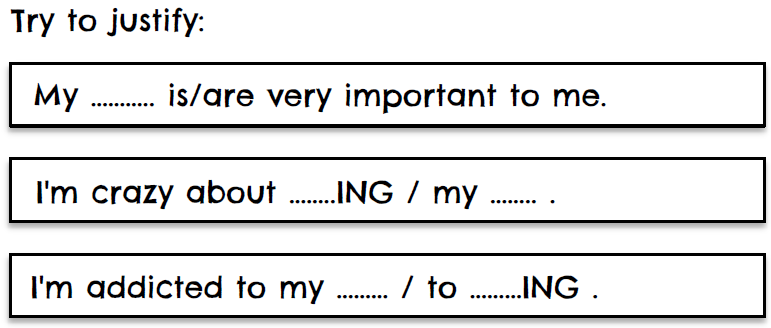 Try to justify:
My ........... is/are very important to me.
I'm crazy about ........ING / my ........ .
I'm addicted to my ......... / to .........ING .